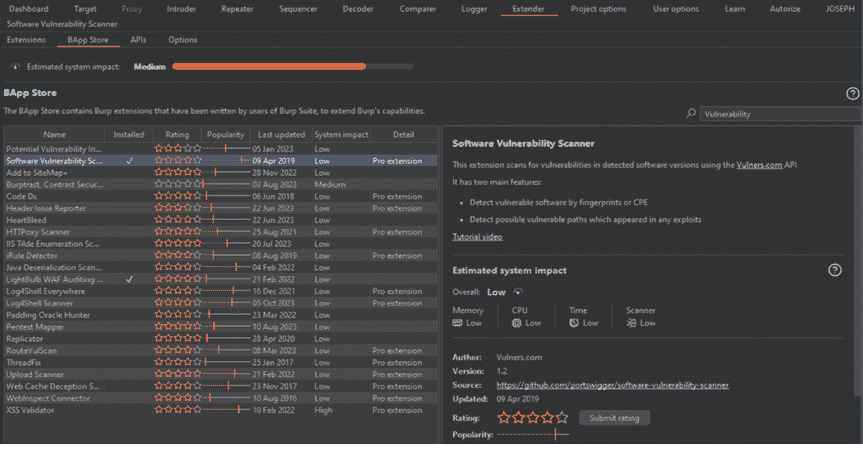 Dashboard Target Proxy Intruder Repeater Sequencer Decoder Comparer Logger Extender Project options User options Learn Autorize JOSEPH
Software Vulnerability Scanner
Extensions BApp Store APIs Options
Estimated system impact: Medium
BApp Store
The BApp Store contains Burp extensions that have been written by users of Burp Suite, to extend Burp's capabilities.
Vulnerability
Name Installed Rating Popularity Last updated System impact Detail
Potential Vulnerability In... 05 Jan 2023 Low
Software Vulnerability Sc... ✓ 09 Apr 2019 Low Pro extension
Add to SiteMap+ 28 Nov 2022 Low
Burptrast, Contrast Secur... 03 Aug 2023 Medium
Code Dx 06 Jun 2018 Low Pro extension
Header Issue Reporter 22 Jun 2023 Low Pro extension
HeartBleed 22 Jun 2023 Low Pro extension
HTTPoxy Scanner 25 Aug 2021 Low Pro extension
IIS Tilde Enumeration Sc... 20 Jul 2023 Low
iRule Detector 08 Aug 2019 Low Pro extension
Java Deserialization Scan... 04 Feb 2022 Low
LightBulb WAF Auditing ... ✓ 21 Feb 2022 Low
Log4Shell Everywhere 16 Dec 2021 Low Pro extension
Log4Shell Scanner 05 Oct 2023 Low Pro extension
Padding Oracle Hunter 23 Mar 2022 Low
Pentest Mapper 10 Aug 2023 Low
Replicator 28 Apr 2020 Low
RouteVulScan 08 Mar 2023 Low Pro extension
ThreadFix 25 Jan 2017 Low Pro extension
Upload Scanner 21 Feb 2022 Low Pro extension
Web Cache Deception S... 23 Nov 2017 Low Pro extension
WebInspect Connector 10 Aug 2016 Low Pro extension
XSS Validator 10 Feb 2022 High Pro extension
Software Vulnerability Scanner
This extension scans for vulnerabilities in detected software versions using the Vulners.com API
It has two main features:
• Detect vulnerable software by fingerprints or CPE
• Detect possible vulnerable paths which appeared in any exploits
Tutorial video
Estimated system impact
Overall: Low
Memory CPU Time Scanner
Low Low Low Low
Author: Vulners.com
Version: 1.2
Source: https://github.com/portswigger/software-vulnerability-scanner
Updated: 09 Apr 2019
Rating: Submit rating
Popularity: